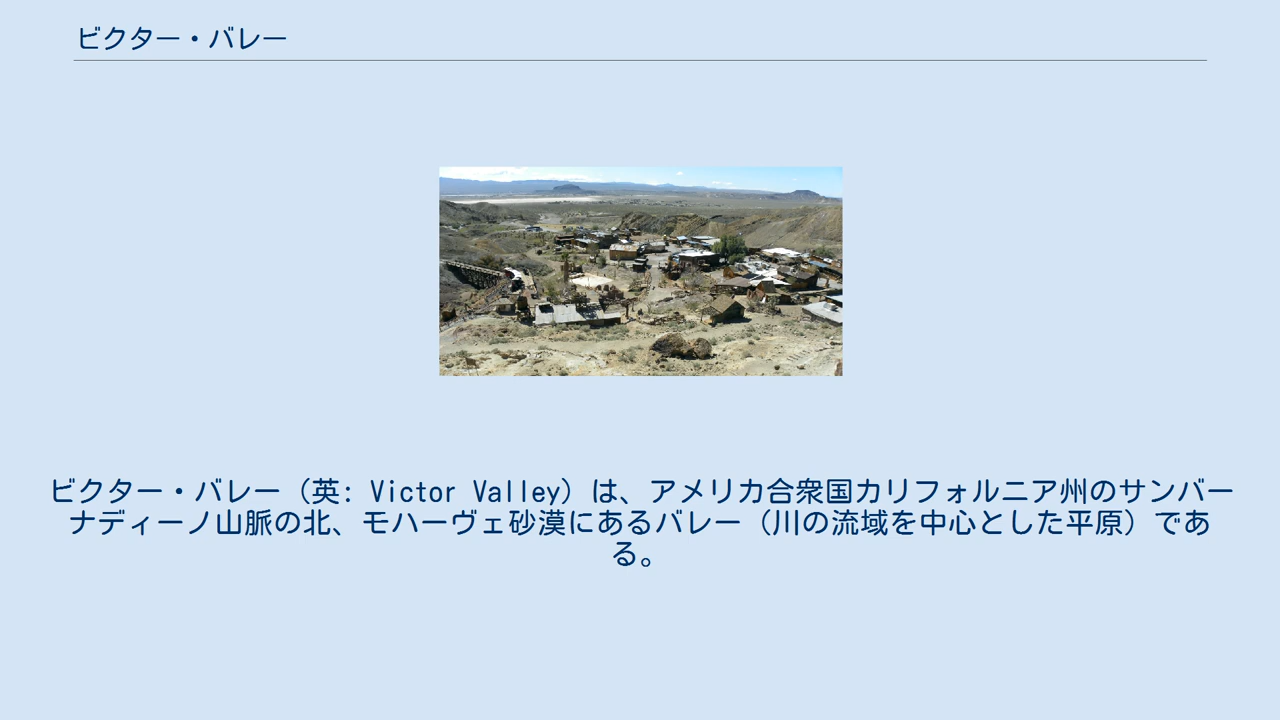 ビクター・バレー
ビクター・バレー（英: Victor Valley）は、アメリカ合衆国カリフォルニア州のサンバー
ナディーノ山脈の北、モハーヴェ砂漠にあるバレー（川の流域を中心とした平原）であ
る。